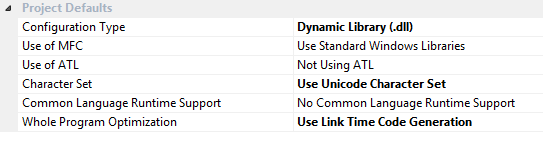 Project Defaults
Configuration Type Dynamic Library (.dll)
Use of MFC Use Standard Windows Libraries
Use of ATL Not Using ATL
Character Set Use Unicode Character Set
Common Language Runtime Support No Common Language Runtime Support
Whole Program Optimization Use Link Time Code Generation